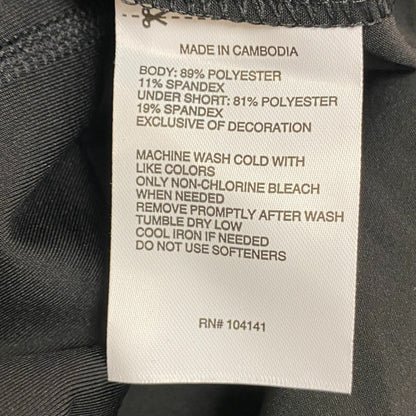 MADE IN CAMBODIA
BODY: 89% POLYESTER
11% SPANDEX
UNDER SHORT: 81% POLYESTER
19% SPANDEX
EXCLUSIVE OF DECORATION
MACHINE WASH COLD WITH
LIKE COLORS
ONLY NON-CHLORINE BLEACH
WHEN NEEDED
REMOVE PROMPTLY AFTER WASH
TUMBLE DRY LOW
COOL IRON IF NEEDED
DO NOT USE SOFTENERS
RN# 104141